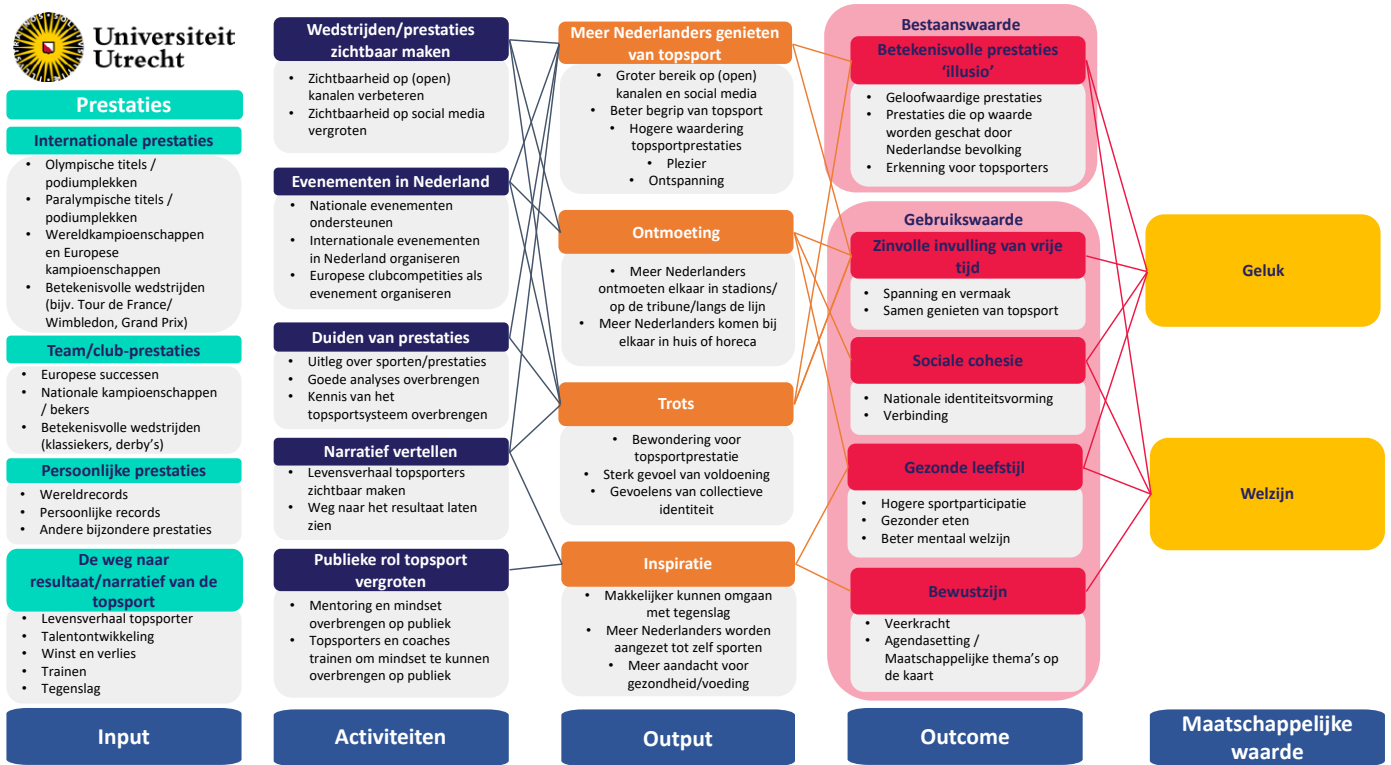 Universiteit
Utrecht
Prestaties
Internationale prestaties
• Olympische titels /
podiumplekken
• Paralympische titels /
podiumplekken
• Wereldkampioenschappen
en Europese
kampioenschappen
• Betekenisvolle wedstrijden
(bijv. Tour de France/
Wimbledon, Grand Prix)
Team/club-prestaties
• Europese successen
• Nationale kampioenschappen
/ bekers
• Betekenisvolle wedstrijden
(klassiekers, derby's)
Persoonlijke prestaties
• Wereldrecords
• Persoonlijke records
• Andere bijzondere prestaties
De weg naar
resultaat/narratief van de
topsport
• Levensverhaal topsporter
• Talentontwikkeling
• Winst en verlies
• Trainen
• Tegenslag
Input
Wedstrijden/prestaties
zichtbaar maken
• Zichtbaarheid op (open)
kanalen verbeteren
• Zichtbaarheid op social media
vergroten
Evenementen in Nederland
• Nationale evenementen
ondersteunen
• Internationale evenementen
in Nederland organiseren
• Europese clubcompetities als
evenement organiseren
Duiden van prestaties
• Uitleg over sporten/prestaties
• Goede analyses overbrengen
• Kennis van het
topsportsysteem overbrengen
Narratief vertellen
• Levensverhaal topsporters
zichtbaar maken
• Weg naar het resultaat laten
zien
Publieke rol topsport
vergroten
• Mentoring en mindset
overbrengen op publiek
• Topsporters en coaches
trainen om mindset te kunnen
overbrengen op publiek
Activiteiten
Meer Nederlanders genieten
van topsport
• Groter bereik op (open)
kanalen en social media
• Beter begrip van topsport
• Hogere waardering
topsportprestaties
• Plezier
• Ontspanning
Ontmoeting
• Meer Nederlanders
ontmoeten elkaar in stadions/
op de tribune/langs de lijn
• Meer Nederlanders komen bij
elkaar in huis of horeca
Trots
• Bewondering voor
topsportprestatie
• Sterk gevoel van voldoening
• Gevoelens van collectieve
identiteit
Inspiratie
• Makkelijker kunnen omgaan
met tegenslag
• Meer Nederlanders worden
aangezet tot zelf sporten
• Meer aandacht voor
gezondheid/voeding
Output
Bestaanswaarde
Betekenisvolle prestaties
'illusio'
• Geloofwaardige prestaties
• Prestaties die op waarde
worden geschat door
Nederlandse bevolking
• Erkenning voor topsporters
Gebruikswaarde
Zinvolle invulling van vrije
tijd
• Spanning en vermaak
• Samen genieten van topsport
Sociale cohesie
• Nationale identiteitsvorming
• Verbinding
Gezonde leefstijl
• Hogere sportparticipatie
• Gezonder eten
• Beter mentaal welzijn
Bewustzijn
• Veerkracht
• Agendasetting /
Maatschappelijke thema's op
de kaart
Outcome
Geluk
Welzijn
Maatschappelijke
waarde